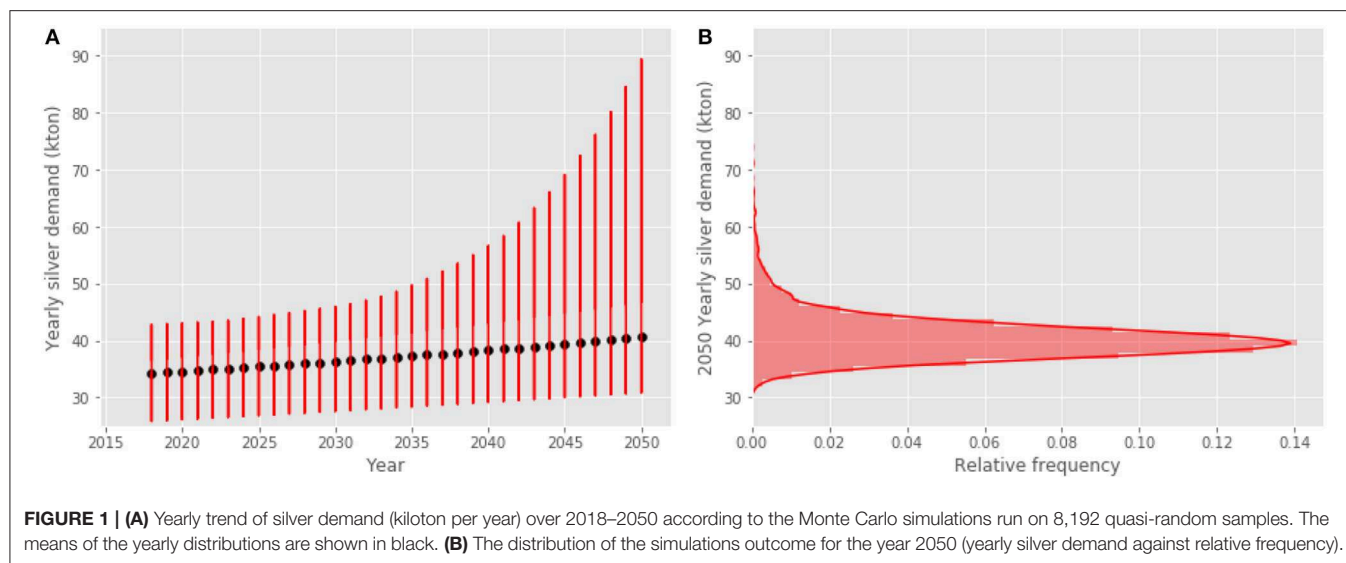 A
90
80
70
60
50
40
30
Yearly silver demand (kton)
2015 2020 2025 2030 2035 2040 2045 2050
Year
B
90
80
70
60
50
40
30
2050 Yearly silver demand (kton)
0.00 0.02 0.04 0.06 0.08 0.10 0.12 0.14
Relative frequency
FIGURE 1 | (A) Yearly trend of silver demand (kiloton per year) over 2018–2050 according to the Monte Carlo simulations run on 8,192 quasi-random samples. The
means of the yearly distributions are shown in black. (B) The distribution of the simulations outcome for the year 2050 (yearly silver demand against relative frequency).